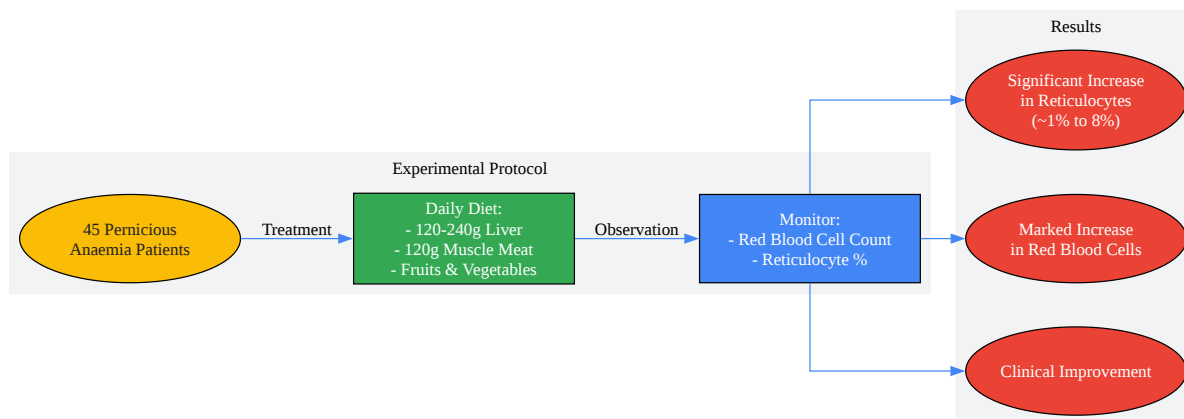 Results
Significant Increase
in Reticulocytes
(~1% to 8%)
Experimental Protocol
45 Pernicious
Anaemia Patients
Treatment
Daily Diet:
- 120-240g Liver
- 120g Muscle Meat
- Fruits & Vegetables
Observation
Monitor:
- Red Blood Cell Count
- Reticulocyte %
Marked Increase
in Red Blood Cells
Clinical Improvement